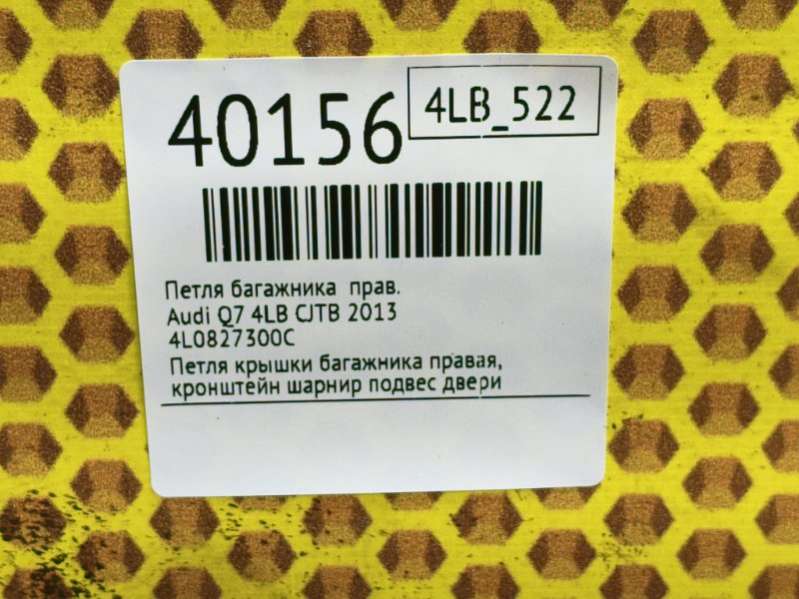 40156
4LB_522
Петля багажника прав.
Audi Q7 4LB CJTB 2013
4L0827300C
Петля крышки багажника правая,
кронштейн шарнир подвес двери